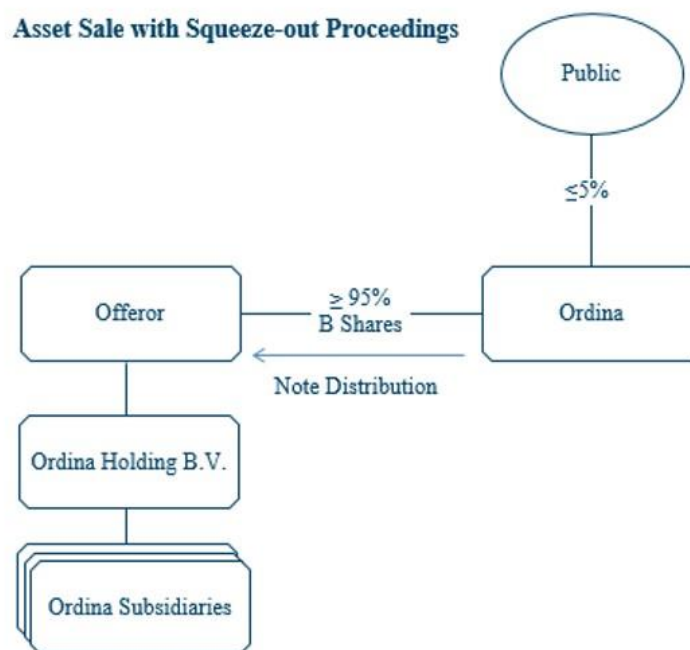 Asset Sale with Squeeze-out Proceedings
Public
≤5%
Offeror
≥ 95%
B Shares
Ordina
Note Distribution
Ordina Holding B.V.
Ordina Subsidiaries